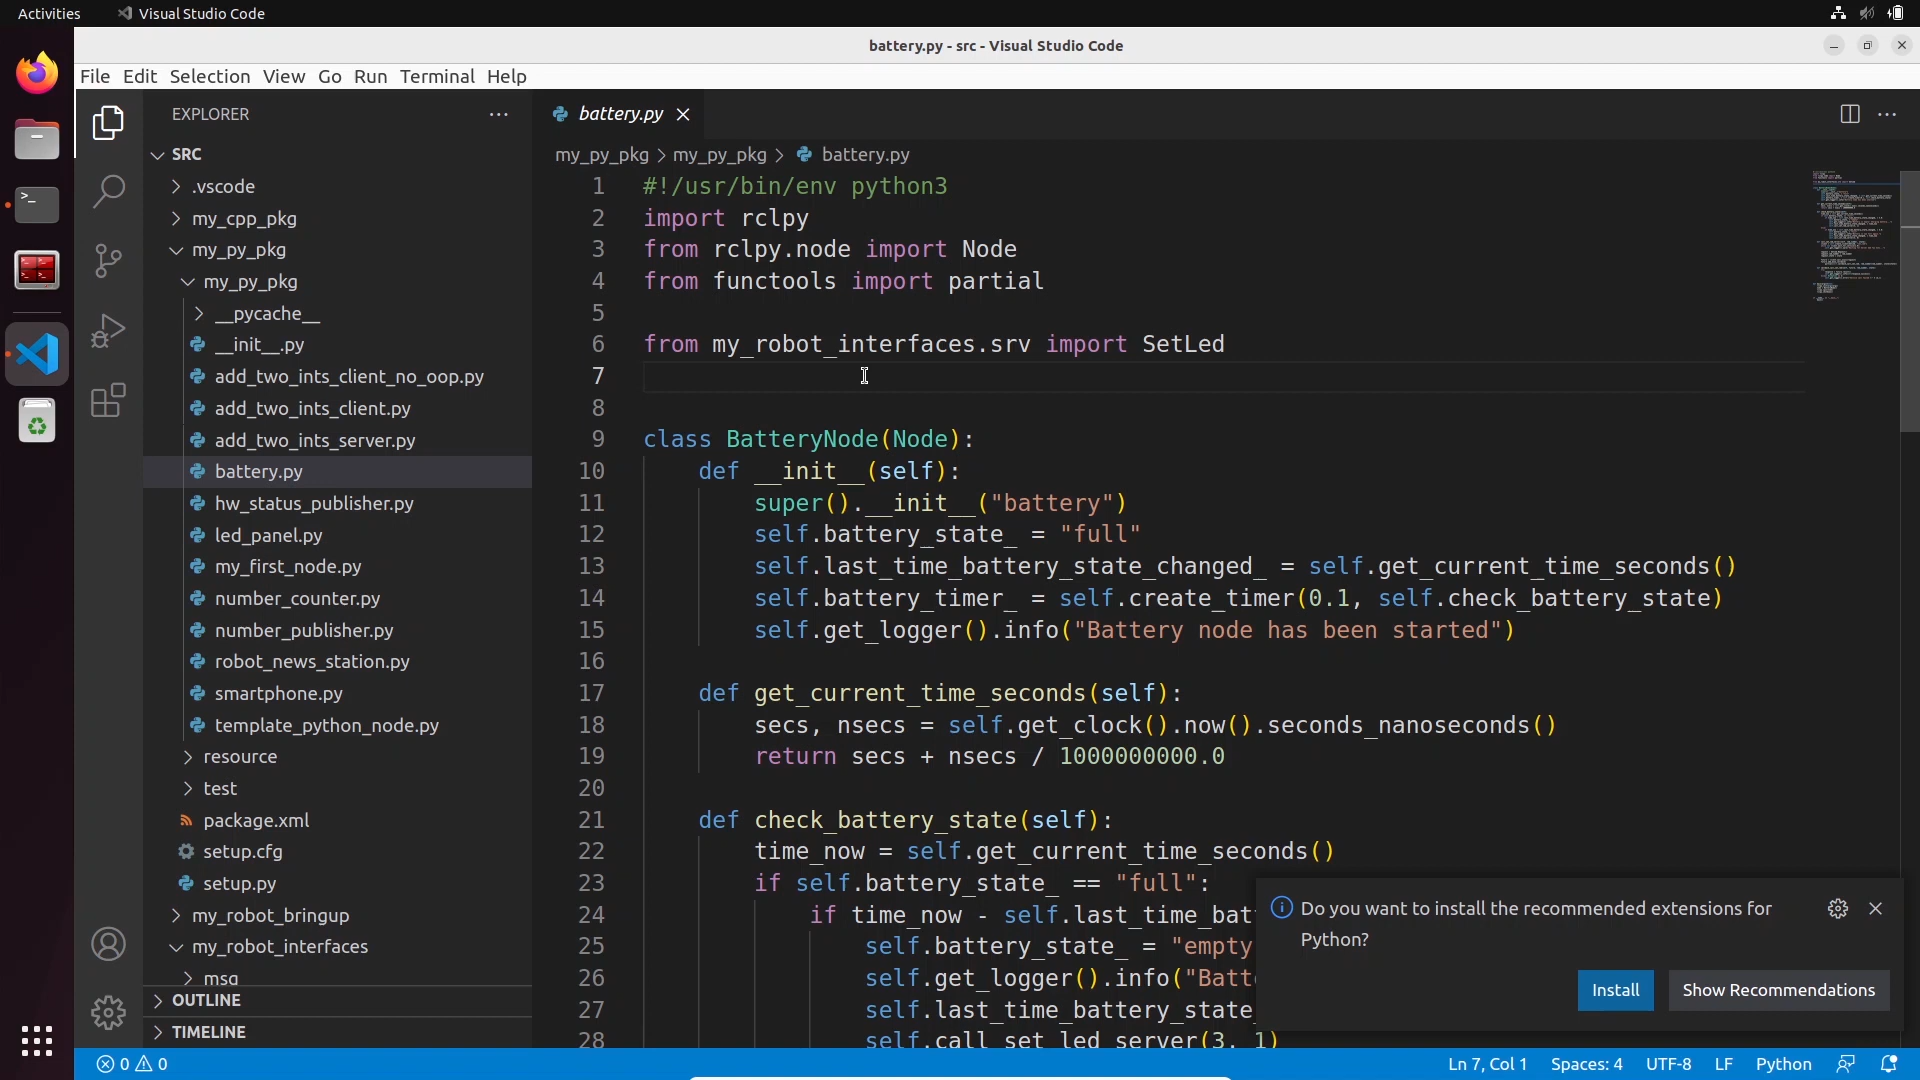 Activities
Visual Studio Code
battery.py - src - Visual Studio Code
File Edit Selection View Go Run Terminal Help
EXPLORER
SRC
.vscode
my_cpp_pkg
my_py_pkg
my_py_pkg
__pycache__
__init__.py
add_two_ints_client_no_oop.py
add_two_ints_client.py
add_two_ints_server.py
battery.py
hw_status_publisher.py
led_panel.py
my_first_node.py
number_counter.py
number_publisher.py
robot_news_station.py
smartphone.py
template_python_node.py
resource
test
package.xml
setup.cfg
setup.py
my_robot_bringup
my_robot_interfaces
msg
OUTLINE
TIMELINE
battery.py
my_py_pkg > my_py_pkg > battery.py
1 #!/usr/bin/env python3
2 import rclpy
3 from rclpy.node import Node
4 from functools import partial
5
6 from my_robot_interfaces.srv import SetLed
7
8
9 class BatteryNode(Node):
10 def __init__(self):
11 super().__init__("battery")
12 self.battery_state_ = "full"
13 self.last_time_battery_state_changed_ = self.get_current_time_seconds()
14 self.battery_timer_ = self.create_timer(0.1, self.check_battery_state)
15 self.get_logger().info("Battery node has been started")
16
17 def get_current_time_seconds(self):
18 secs, nsecs = self.get_clock().now().seconds_nanoseconds()
19 return secs + nsecs / 1000000000.0
20
21 def check_battery_state(self):
22 time_now = self.get_current_time_seconds()
23 if self.battery_state_ == "full":
24 if time_now - self.last_time_bat
25 self.battery_state_ = "empty
26 self.get_logger().info("Bat
27 self.last_time_battery_state_
28 self.call_set_led_server(3, 1)
Do you want to install the recommended extensions for
Python?
Install
Show Recommendations
0 0
Ln 7, Col 1 Spaces: 4 UTF-8 LF Python